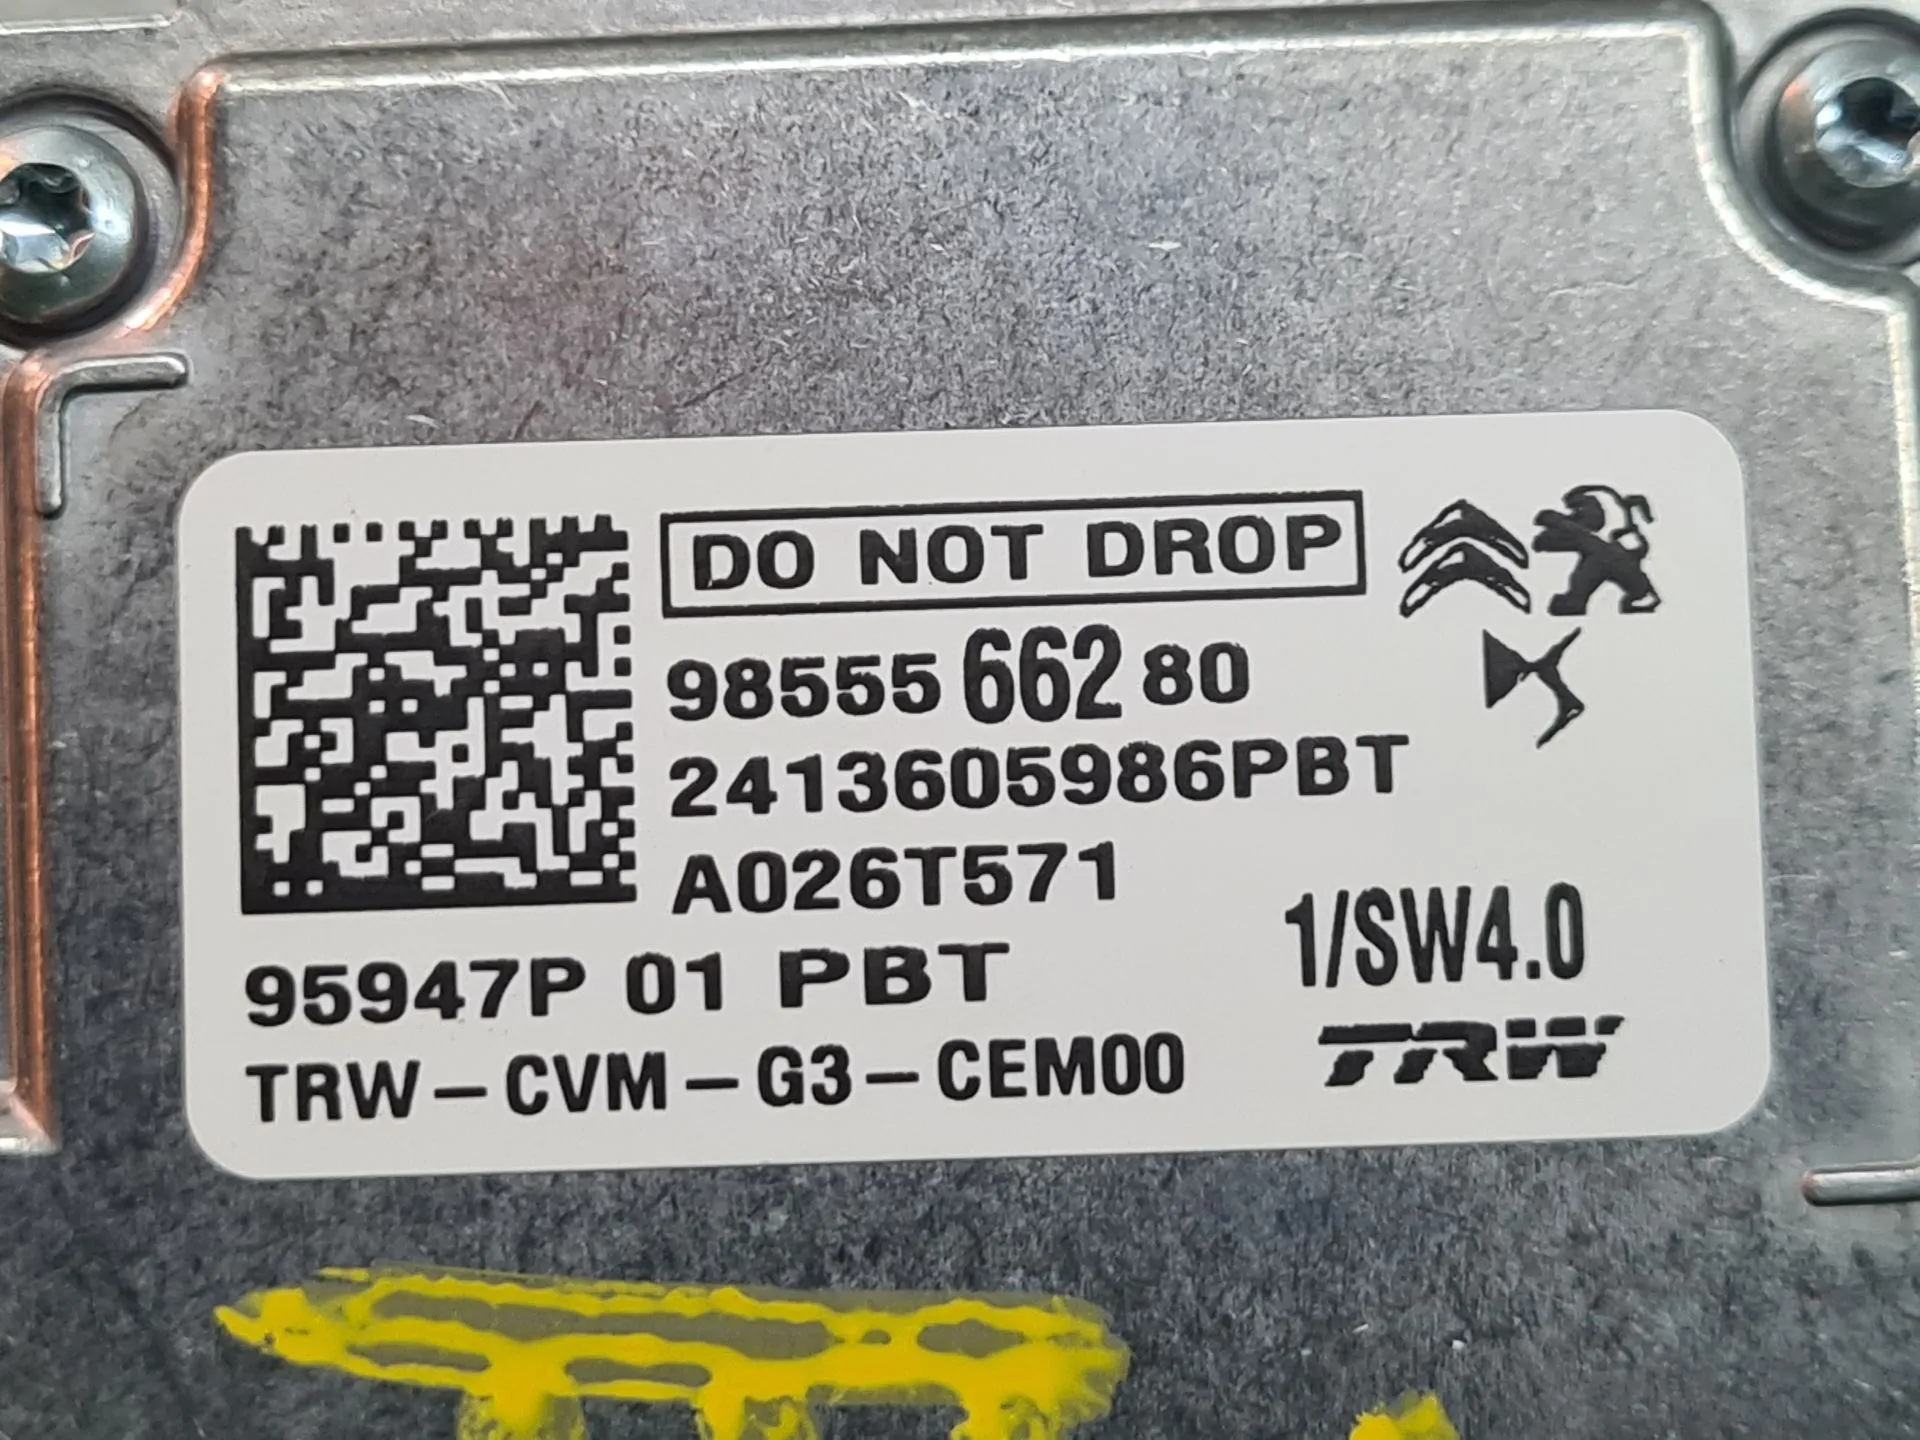 DO NOT DROP
98555 662 80
2413605986PBT
A026T571
95947P 01 PBT
1/SW4.0
TRW-CVM-G3-CEM00
TRW